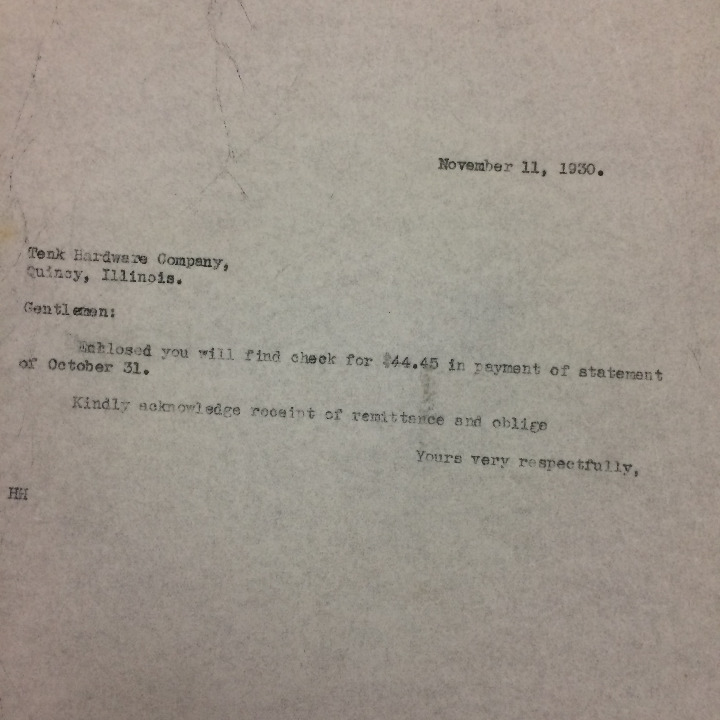 November 11, 1930.
Tenk Hardware Company,
Quincy, Illinois.
Gentlemen:
Enclosed you will find check for $44.45 in payment of statement
of October 31.
Kindly acknowledge receipt of remittance and oblige
Yours very respectfully,
HH